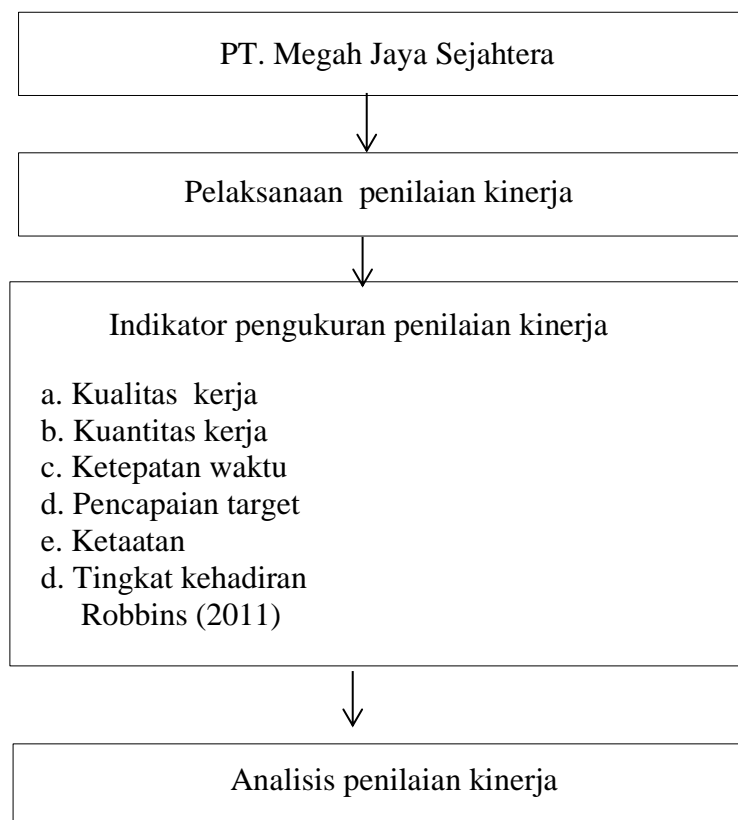 PT. Megah Jaya Sejahtera
Pelaksanaan penilaian kinerja
Indikator pengukuran penilaian kinerja
a. Kualitas kerja
b. Kuantitas kerja
c. Ketepatan waktu
d. Pencapaian target
e. Ketaatan
d. Tingkat kehadiran
Robbins (2011)
Analisis penilaian kinerja